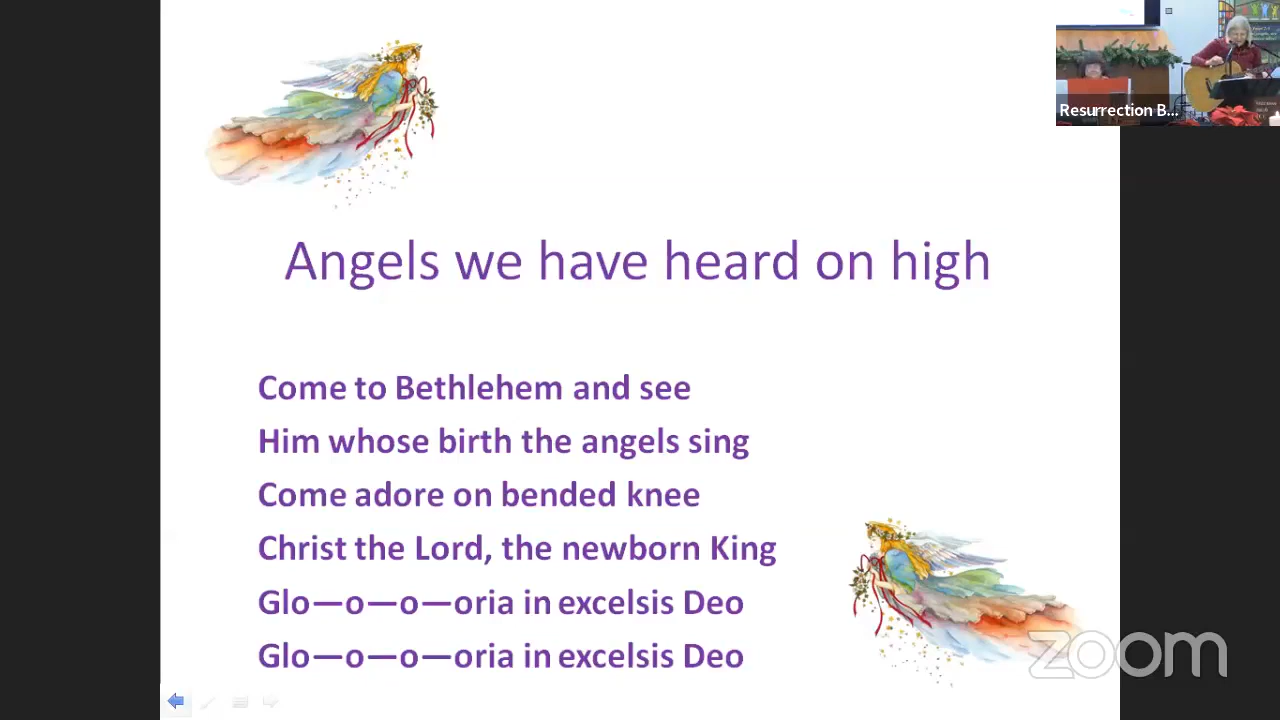 Resurrection B...
Angels we have heard on high
Come to Bethlehem and see
Him whose birth the angels sing
Come adore on bended knee
Christ the Lord, the newborn King
Glo—o—o—oria in excelsis Deo
Glo—o—o—oria in excelsis Deo
zoom